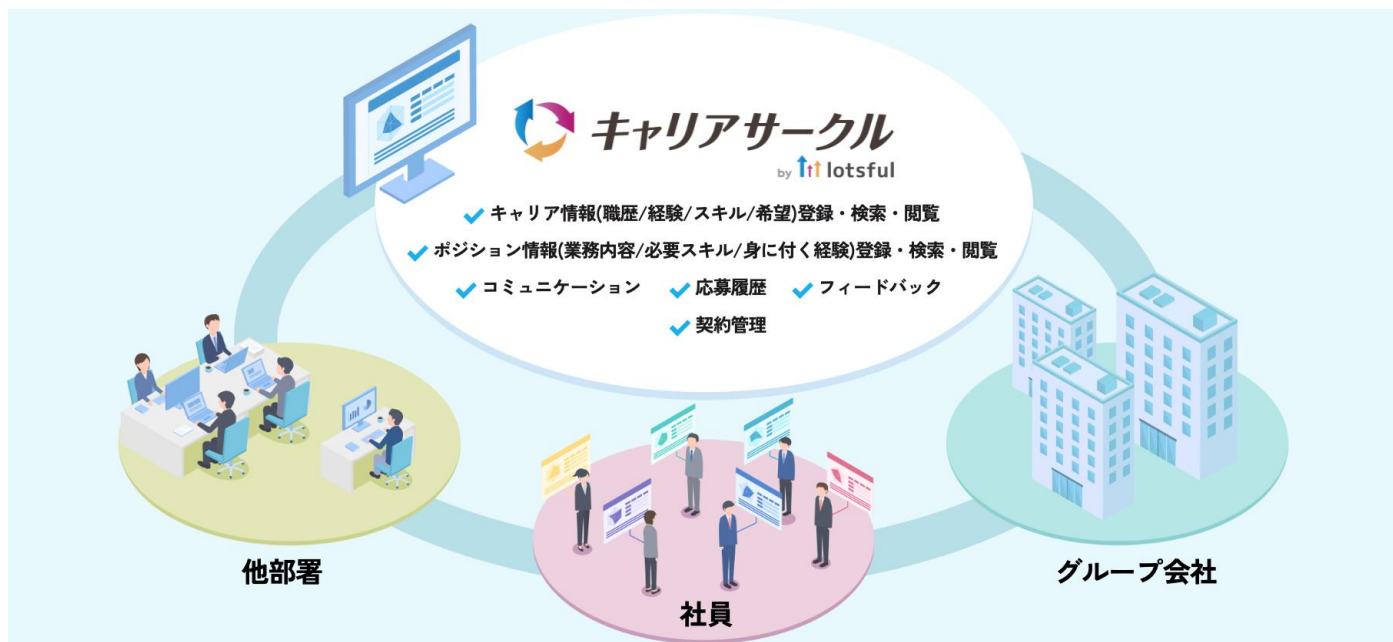 キャリアサークル
by lotsful
キャリア情報(職歴/経験/スキル/希望)登録・検索・閲覧
ポジション情報(業務内容/必要スキル/身に付く経験)登録・検索・閲覧
コミュニケーション 応募履歴 フィードバック
契約管理
他部署
社員
グループ会社